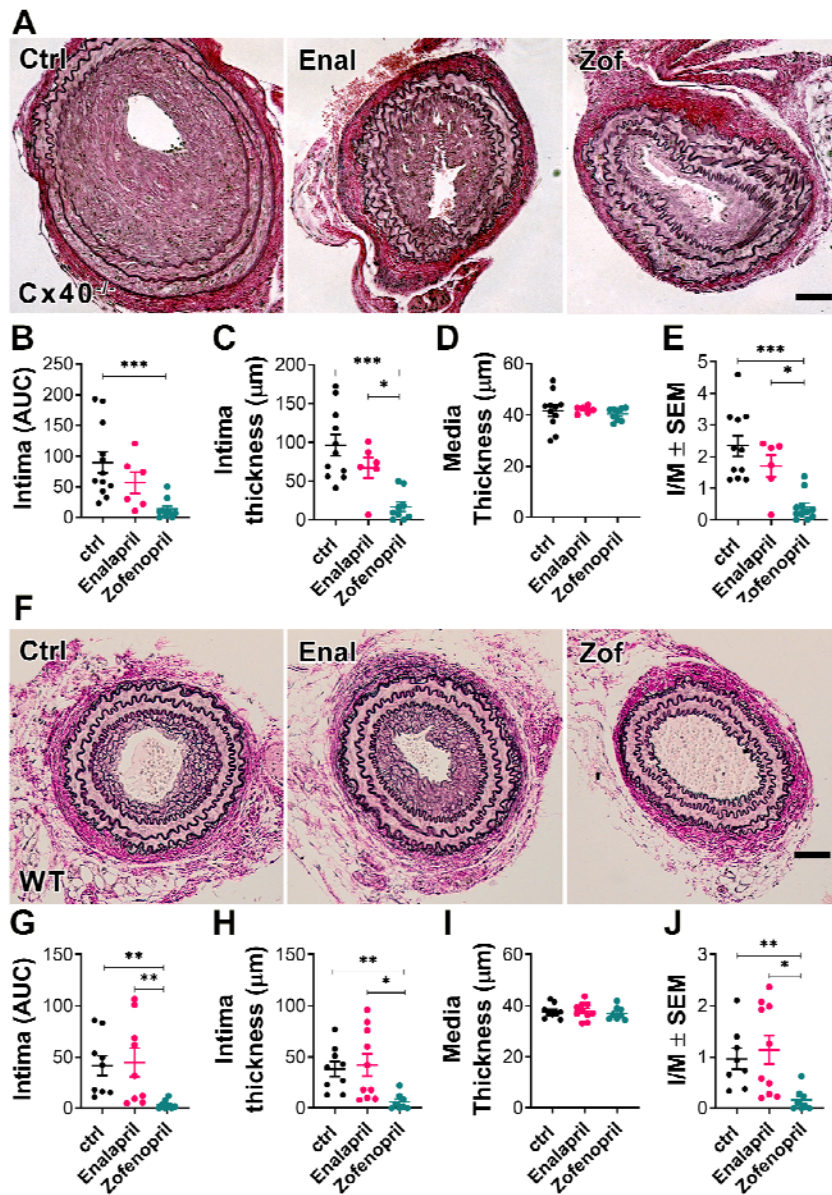 A
Ctrl
Enal
Zof
Cx40-/-
B
Intima (AUC)
250
200
150
100
50
0
***
ctrl
Enalapril
Zofenopril
C
Intima
thickness (μm)
200
150
100
50
0
***
*
ctrl
Enalapril
Zofenopril
D
Media
Thickness (μm)
60
40
20
0
ctrl
Enalapril
Zofenopril
E
I/M ± SEM
5
4
3
2
1
0
***
*
ctrl
Enalapril
Zofenopril
F
Ctrl
Enal
Zof
WT
G
Intima (AUC)
150
100
50
0
**
**
ctrl
Enalapril
Zofenopril
H
Intima
thickness (μm)
150
100
50
0
**
*
ctrl
Enalapril
Zofenopril
I
Media
Thickness (μm)
60
40
20
0
ctrl
Enalapril
Zofenopril
J
I/M ± SEM
3
2
1
0
**
*
ctrl
Enalapril
Zofenopril